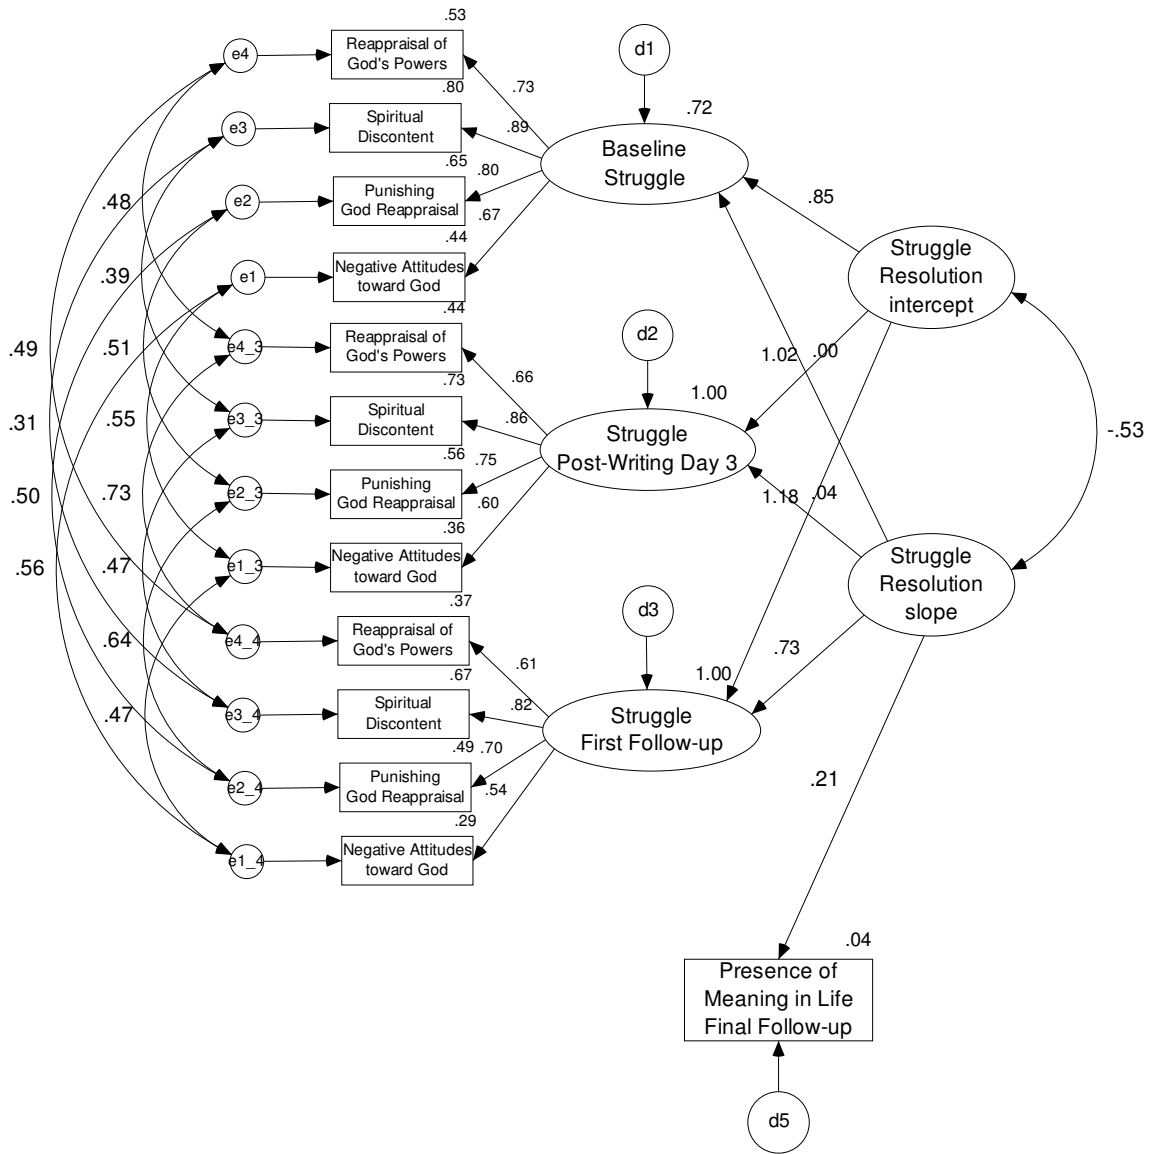 .53
e4
Reappraisal of
God's Powers
d1
.80
.73
.72
e3
Spiritual
Discontent
.89
Baseline
Struggle
.65
.80
e2
Punishing
God Reappraisal
.48
.67
.85
.44
Struggle
Resolution
intercept
e1
Negative Attitudes
toward God
.39
.44
d2
e4_3
Reappraisal of
God's Powers
.49
.51
1.02
.00
.73
.66
1.00
e3_3
Spiritual
Discontent
.86
.31
.55
Struggle
Post-Writing Day 3
-.53
.56
.75
e2_3
Punishing
God Reappraisal
.50
.73
.60
1.18
.04
.36
e1_3
Negative Attitudes
toward God
.56
.47
Struggle
Resolution
slope
.37
d3
e4_4
Reappraisal of
God's Powers
.64
.61
.73
.67
1.00
e3_4
Spiritual
Discontent
.47
.82
Struggle
First Follow-up
.49
.70
e2_4
Punishing
God Reappraisal
.54
.21
.29
e1_4
Negative Attitudes
toward God
.04
Presence of
Meaning in Life
Final Follow-up
d5